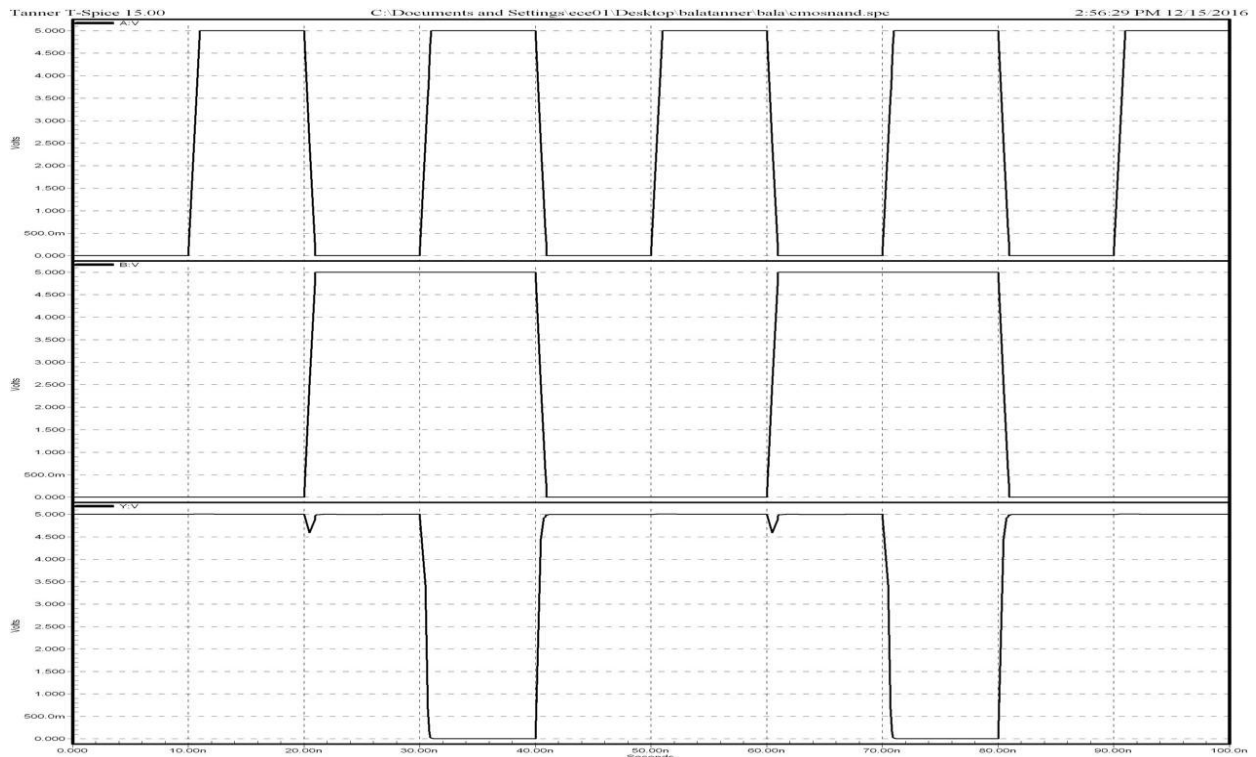 Tanner T-Spice 15.00 C:\Documents and Settings\ece01\Desktop\balatanner\bala\cmosnand.spc 2:56:29 PM 12/15/2016
A:V
5.000
4.500
4.000
3.500
3.000
2.500
2.000
1.500
1.000
500.0m
0.000
Volts
B:V
5.000
4.500
4.000
3.500
3.000
2.500
2.000
1.500
1.000
500.0m
0.000
Volts
Y:V
5.000
4.500
4.000
3.500
3.000
2.500
2.000
1.500
1.000
500.0m
0.000
Volts
0.000 10.00n 20.00n 30.00n 40.00n 50.00n 60.00n 70.00n 80.00n 90.00n 100.0n
Seconds